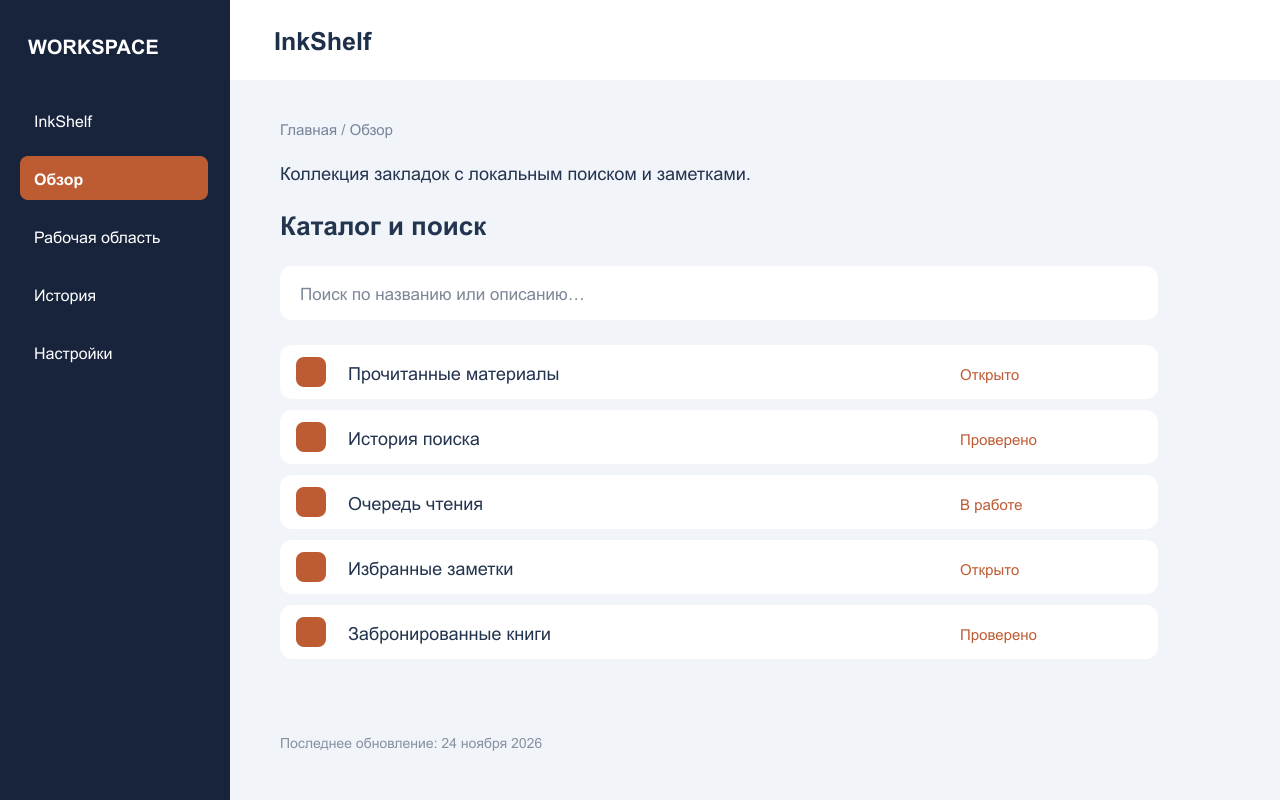 WORKSPACE
InkShelf
Обзор
Рабочая область
История
Настройки
InkShelf
Главная / Обзор
Коллекция закладок с локальным поиском и заметками.
Каталог и поиск
Поиск по названию или описанию…
Прочитанные материалы Открыто
История поиска Проверено
Очередь чтения В работе
Избранные заметки Открыто
Забронированные книги Проверено
Последнее обновление: 24 ноября 2026